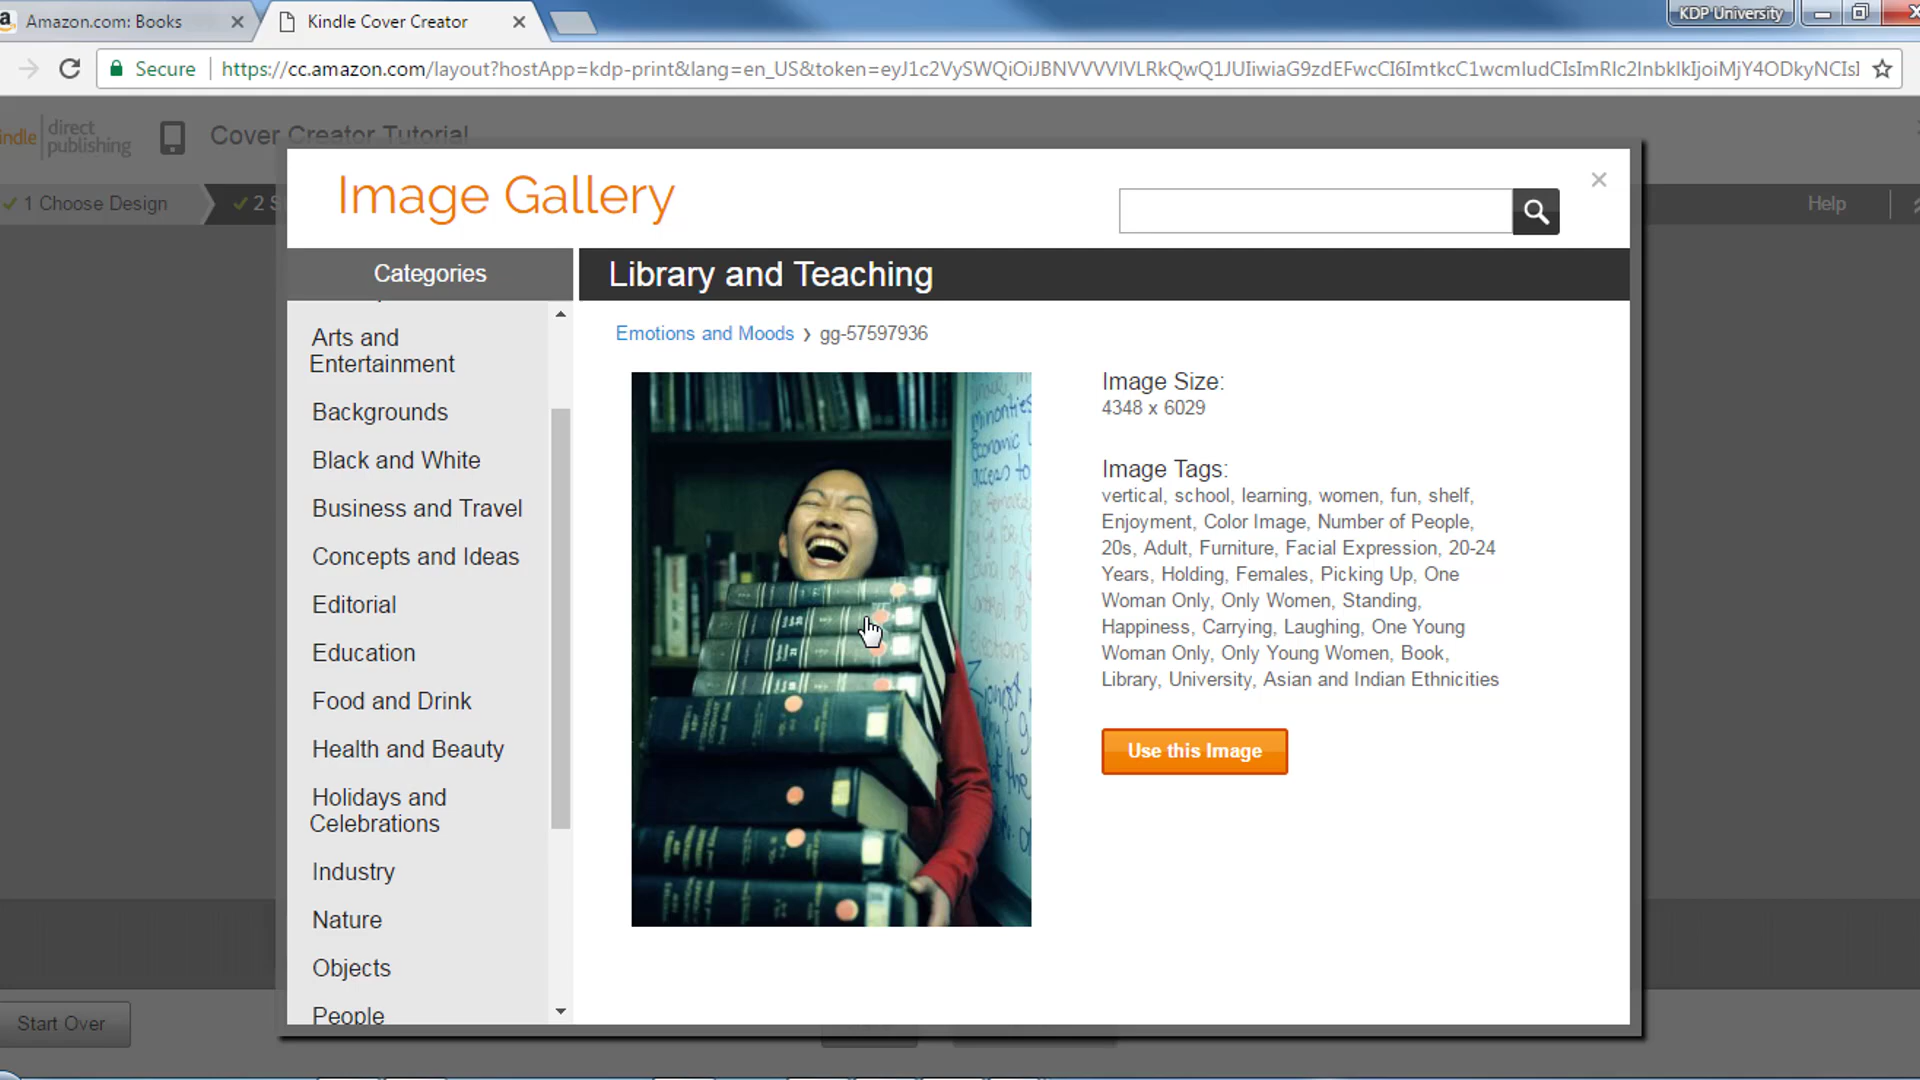 Amazon.com: Books
Kindle Cover Creator
KDP University
Secure
https://cc.amazon.com/layout?hostApp=kdp-print&lang=en_US&token=
direct
publishing
Cover Creator Tutorial
1 Choose Design
2
Help
Image Gallery
Categories
Library and Teaching
Emotions and Moods › gg-57597936
Arts and
Entertainment
Backgrounds
Black and White
Business and Travel
Concepts and Ideas
Editorial
Education
Food and Drink
Health and Beauty
Holidays and
Celebrations
Industry
Nature
Objects
People
minorities
economic
access to
Image Size:
4348 x 6029
Image Tags:
vertical, school, learning, women, fun, shelf,
Enjoyment, Color Image, Number of People,
20s, Adult, Furniture, Facial Expression, 20-24
Years, Holding, Females, Picking Up, One
Woman Only, Only Women, Standing,
Happiness, Carrying, Laughing, One Young
Woman Only, Only Young Women, Book,
Library, University, Asian and Indian Ethnicities
Use this Image
Start Over